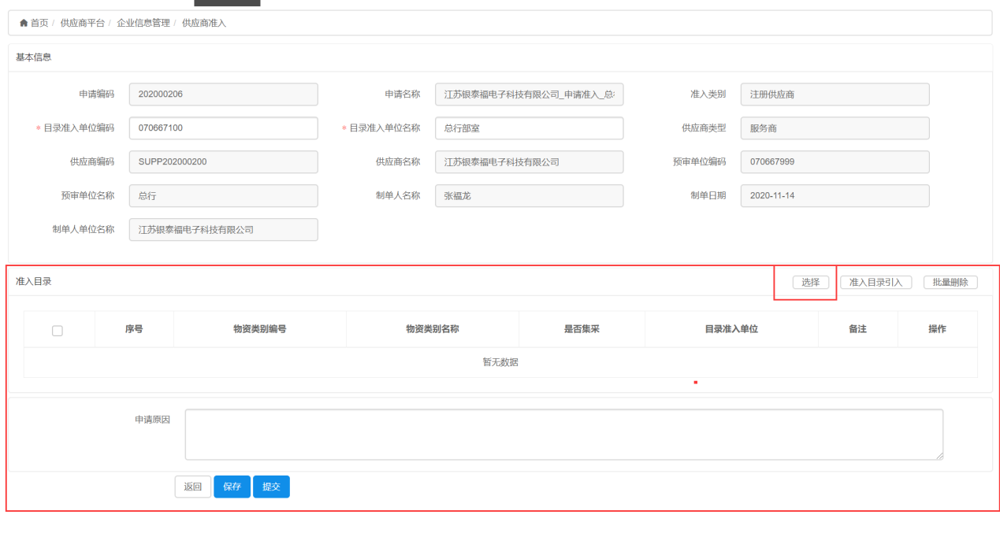 首页 / 供应商平台 / 企业信息管理 / 供应商准入
基本信息
申请编码 202000206 申请名称 江苏银泰福电子科技有限公司_申请准入_总 准入类别 注册供应商
* 目录准入单位编码 070667100 * 目录准入单位名称 总行部室 供应商类型 服务商
供应商编码 SUPP202000200 供应商名称 江苏银泰福电子科技有限公司 预审单位编码 070667999
预审单位名称 总行 制单人名称 张福龙 制单日期 2020-11-14
制单人单位名称 江苏银泰福电子科技有限公司
准入目录 选择 准入目录引入 批量删除
序号 物资类别编号 物资类别名称 是否集采 目录准入单位 备注 操作
暂无数据
申请原因
返回 保存 提交